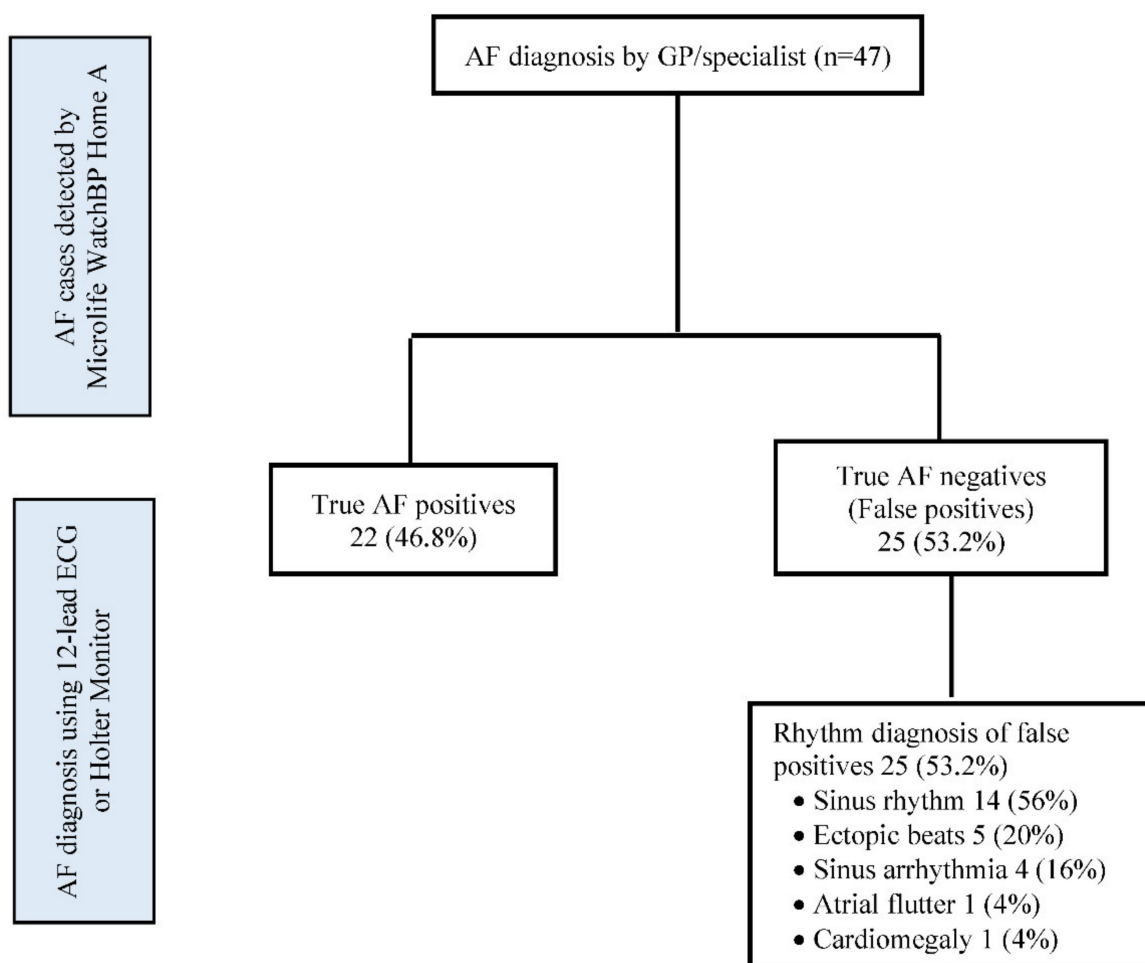 AF diagnosis by GP/specialist (n=47)
AF cases detected by
Microlife WatchBP Home A
True AF positives
22 (46.8%)
True AF negatives
(False positives)
25 (53.2%)
AF diagnosis using 12-lead ECG
or Holter Monitor
Rhythm diagnosis of false
positives 25 (53.2%)
• Sinus rhythm 14 (56%)
• Ectopic beats 5 (20%)
• Sinus arrhythmia 4 (16%)
• Atrial flutter 1 (4%)
• Cardiomegaly 1 (4%)